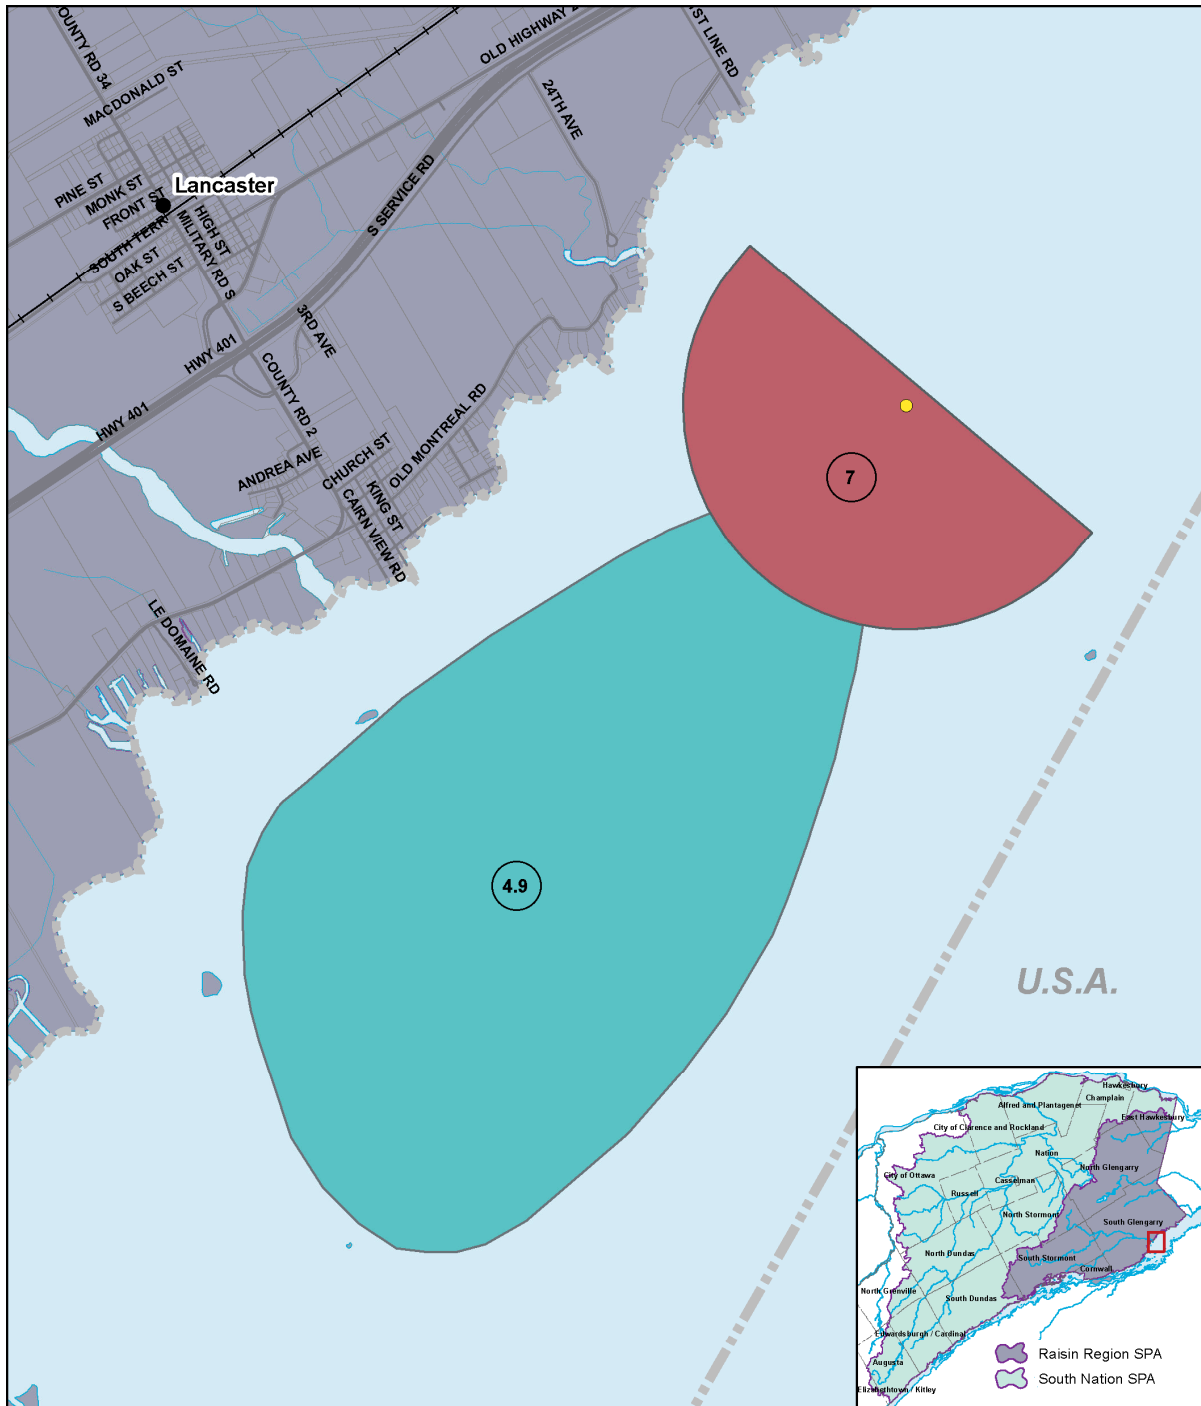 COUNTY RD 34
MACDONALD ST
OLD HIGHWAY 2
1ST LINE RD
24TH AVE
PINE ST
MONK ST
FRONT ST
Lancaster
SOUTH TERR
HIGH ST
MILITARY RD S
OAK ST
S BEECH ST
S SERVICE RD
3RD AVE
HWY 401
HWY 401
COUNTY RD 2
OLD MONTREAL RD
CHURCH ST
ANDREA AVE
KING ST
CAIRN VIEW RD
LE DOMAINE RD
7
4.9
U.S.A.
Hawkesbury
Champlain
Alfred and Plantagenet
East Hawkesbury
City of Clarence and Rockland
Nation
North Glengarry
City of Ottawa
Casselman
Russell
North Stormont
South Glengarry
North Dundas
South Stormont
Cornwall
North Grenville
South Dundas
Edwardsburgh / Cardinal
Augusta
Elizabethtown / Kitley
Raisin Region SPA
South Nation SPA